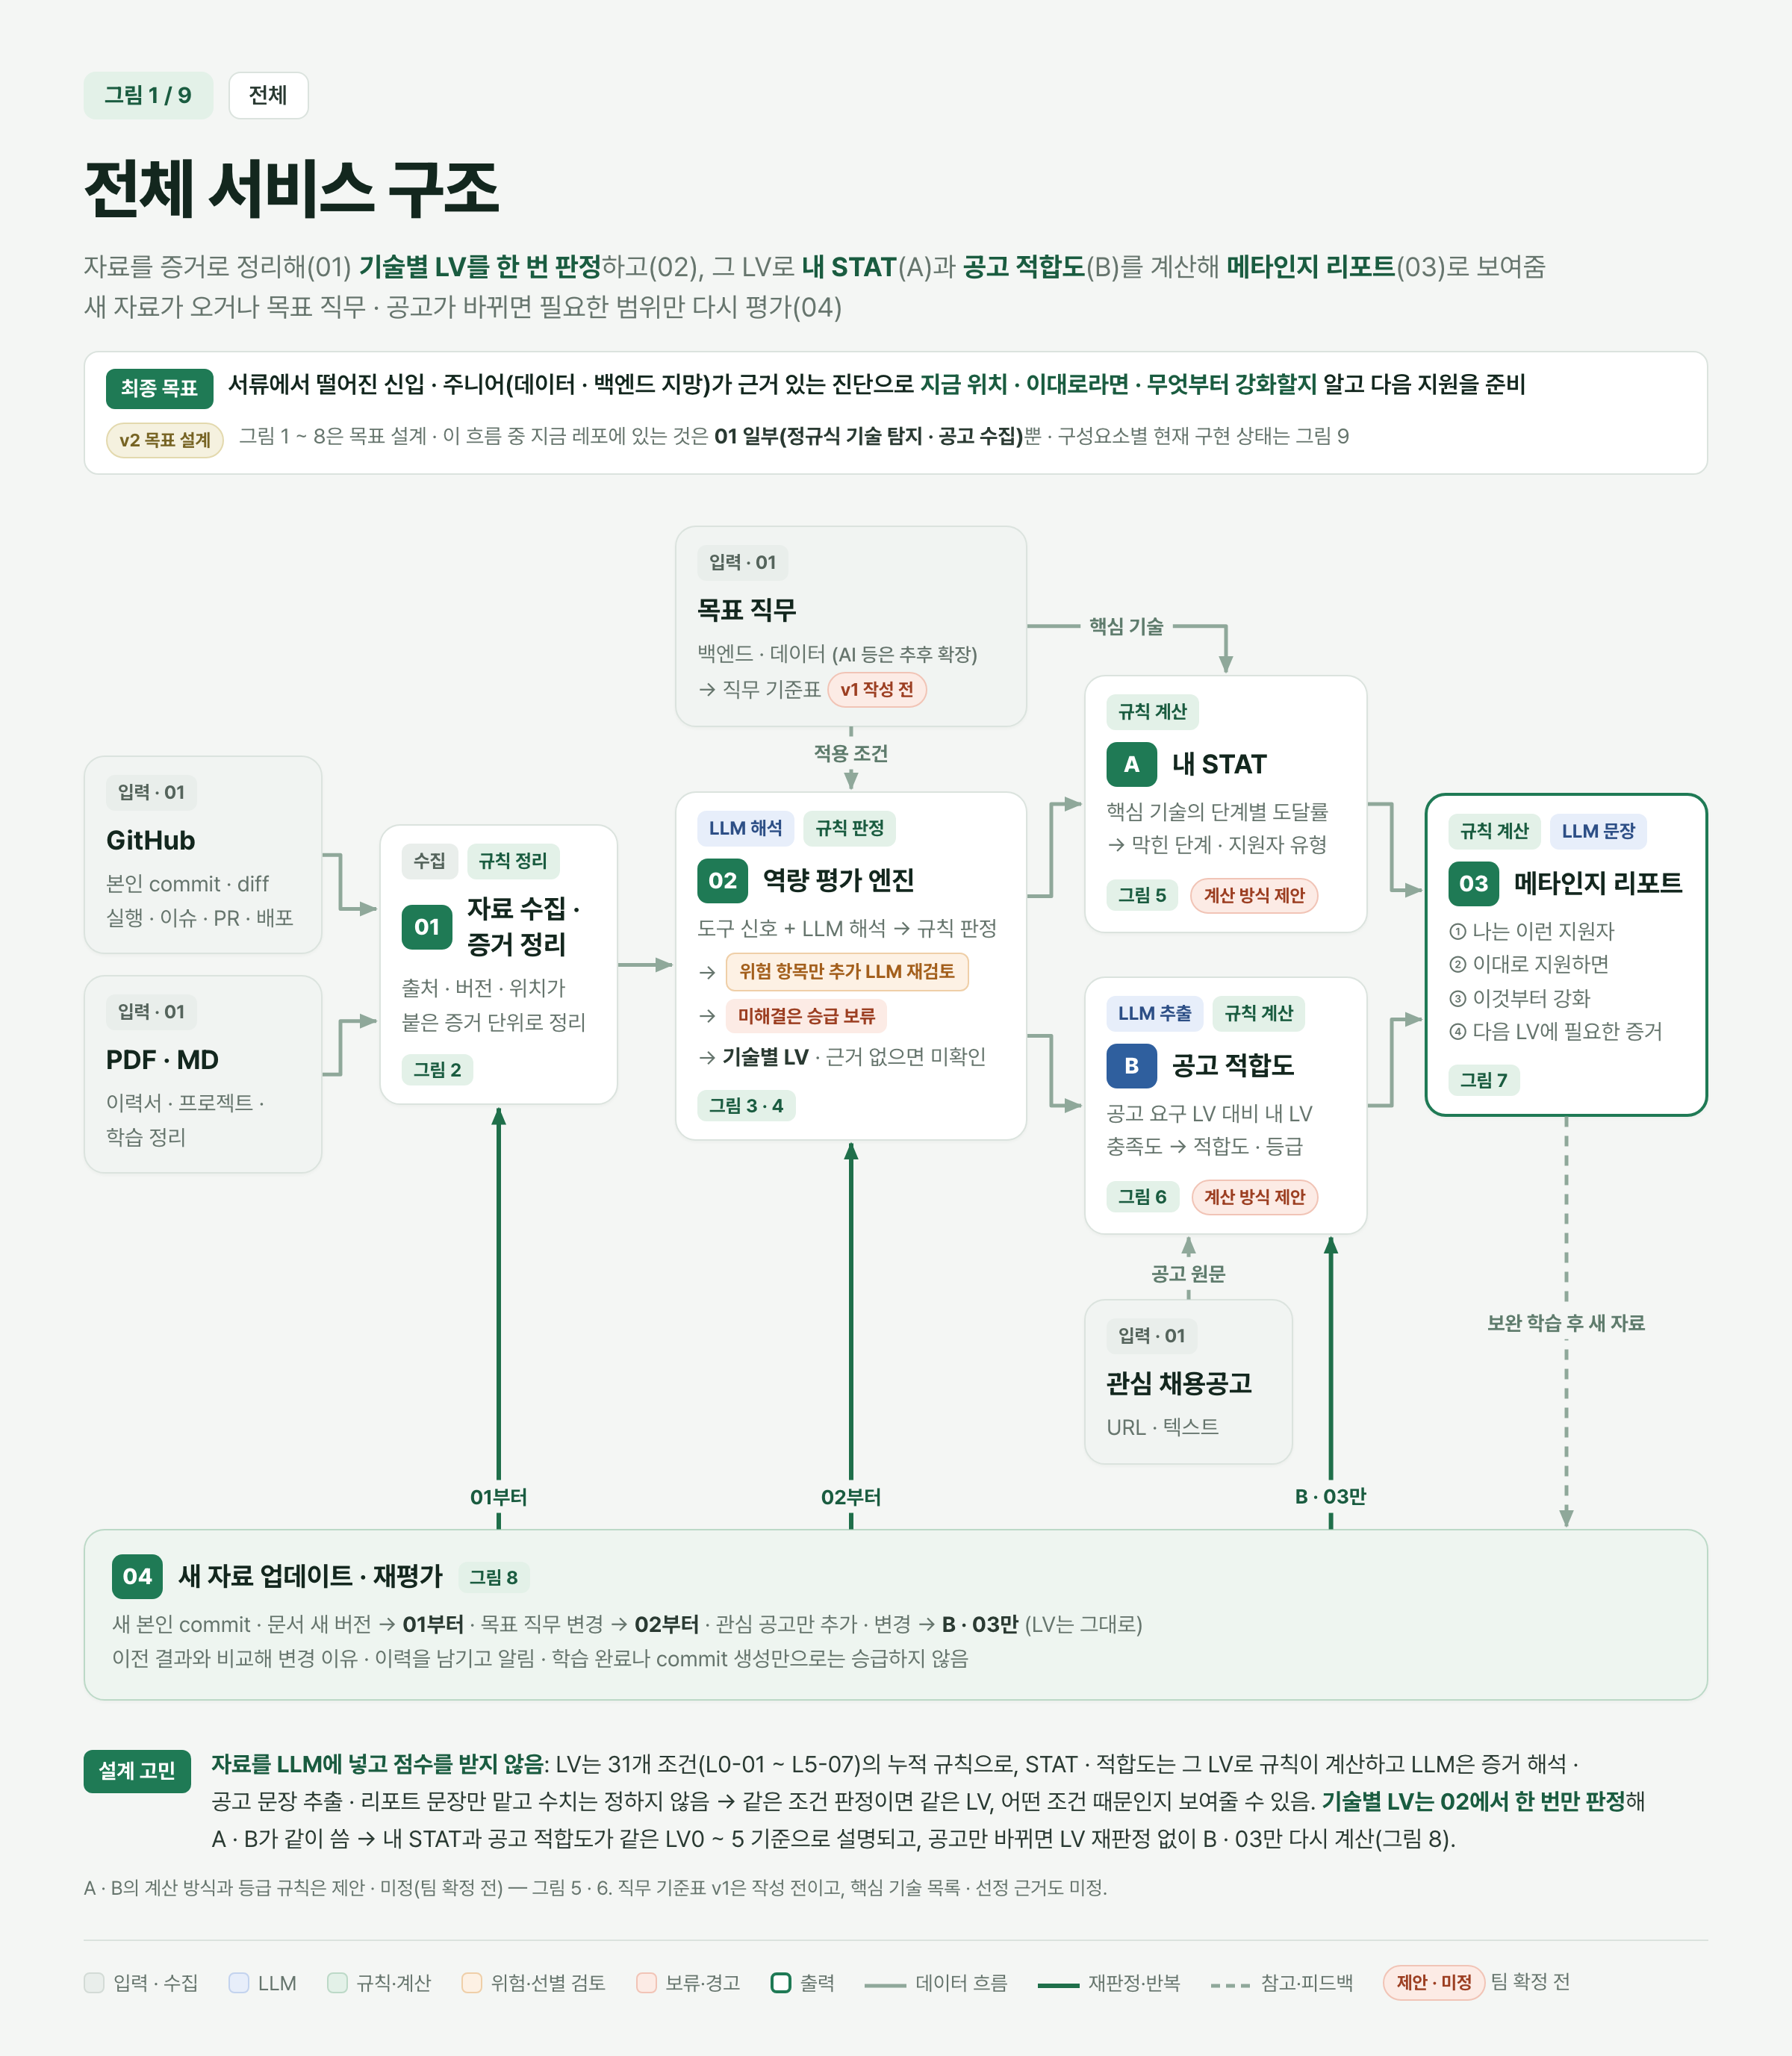 그림 1 / 9
전체
전체 서비스 구조
자료를 증거로 정리해(01) 기술별 LV를 한 번 판정하고(02), 그 LV로 내 STAT(A)과 공고 적합도(B)를 계산해 메타인지 리포트(03)로 보여줌
새 자료가 오거나 목표 직무 · 공고가 바뀌면 필요한 범위만 다시 평가(04)
최종 목표 서류에서 떨어진 신입 · 주니어(데이터 · 백엔드 지망)가 근거 있는 진단으로 지금 위치 · 이대로라면 · 무엇부터 강화할지 알고 다음 지원을 준비
v2 목표 설계 그림 1 ~ 8은 목표 설계 · 이 흐름 중 지금 레포에 있는 것은 01 일부(정규식 기술 탐지 · 공고 수집)뿐 · 구성요소별 현재 구현 상태는 그림 9
입력 · 01
목표 직무
백엔드 · 데이터 (AI 등은 추후 확장)
→ 직무 기준표 v1 작성 전
핵심 기술
적용 조건
입력 · 01
GitHub
본인 commit · diff
실행 · 이슈 · PR · 배포
입력 · 01
PDF · MD
이력서 · 프로젝트 ·
학습 정리
수집 규칙 정리
01 자료 수집 ·
증거 정리
출처 · 버전 · 위치가
붙은 증거 단위로 정리
그림 2
LLM 해석 규칙 판정
02 역량 평가 엔진
도구 신호 + LLM 해석 → 규칙 판정
→ 위험 항목만 추가 LLM 재검토
→ 미해결은 승급 보류
→ 기술별 LV · 근거 없으면 미확인
그림 3 · 4
규칙 계산
A 내 STAT
핵심 기술의 단계별 도달률
→ 막힌 단계 · 지원자 유형
그림 5 계산 방식 제안
LLM 추출 규칙 계산
B 공고 적합도
공고 요구 LV 대비 내 LV
충족도 → 적합도 · 등급
그림 6 계산 방식 제안
규칙 계산 LLM 문장
03 메타인지 리포트
① 나는 이런 지원자
② 이대로 지원하면
③ 이것부터 강화
④ 다음 LV에 필요한 증거
그림 7
공고 원문
입력 · 01
관심 채용공고
URL · 텍스트
보완 학습 후 새 자료
01부터
02부터
B · 03만
04 새 자료 업데이트 · 재평가 그림 8
새 본인 commit · 문서 새 버전 → 01부터 · 목표 직무 변경 → 02부터 · 관심 공고만 추가 · 변경 → B · 03만 (LV는 그대로)
이전 결과와 비교해 변경 이유 · 이력을 남기고 알림 · 학습 완료나 commit 생성만으로는 승급하지 않음
설계 고민 자료를 LLM에 넣고 점수를 받지 않음: LV는 31개 조건(L0-01 ~ L5-07)의 누적 규칙으로, STAT · 적합도는 그 LV로 규칙이 계산하고 LLM은 증거 해석 ·
공고 문장 추출 · 리포트 문장만 맡고 수치는 정하지 않음 → 같은 조건 판정이면 같은 LV, 어떤 조건 때문인지 보여줄 수 있음. 기술별 LV는 02에서 한 번만 판정해
A · B가 같이 씀 → 내 STAT과 공고 적합도가 같은 LV0 ~ 5 기준으로 설명되고, 공고만 바뀌면 LV 재판정 없이 B · 03만 다시 계산(그림 8).
A · B의 계산 방식과 등급 규칙은 제안 · 미정(팀 확정 전) — 그림 5 · 6. 직무 기준표 v1은 작성 전이고, 핵심 기술 목록 · 선정 근거도 미정.
입력 · 수집
LLM
규칙·계산
위험·선별 검토
보류·경고
출력
데이터 흐름
재판정·반복
참고·피드백
제안 · 미정 팀 확정 전